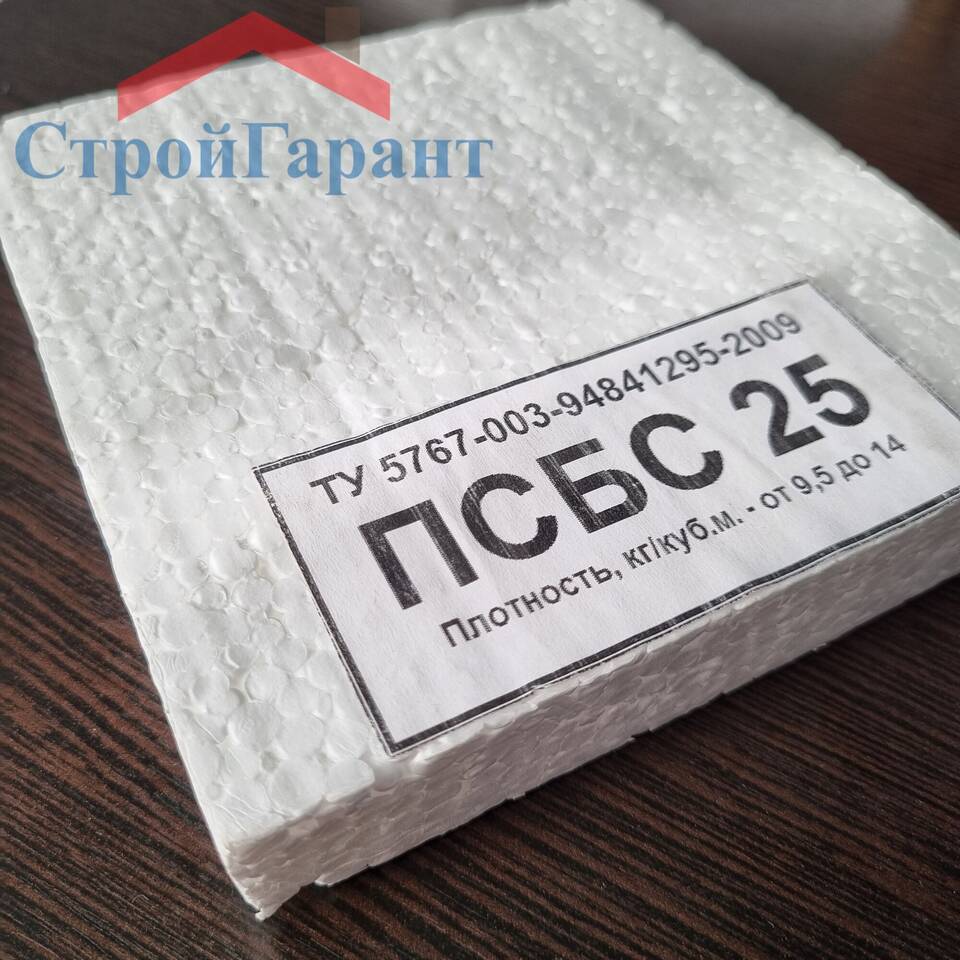 СтройГарант
ТУ 5767-003-94841295-2009
ПСБС 25
Плотность, кг/куб.м. - от 9,5 до 14